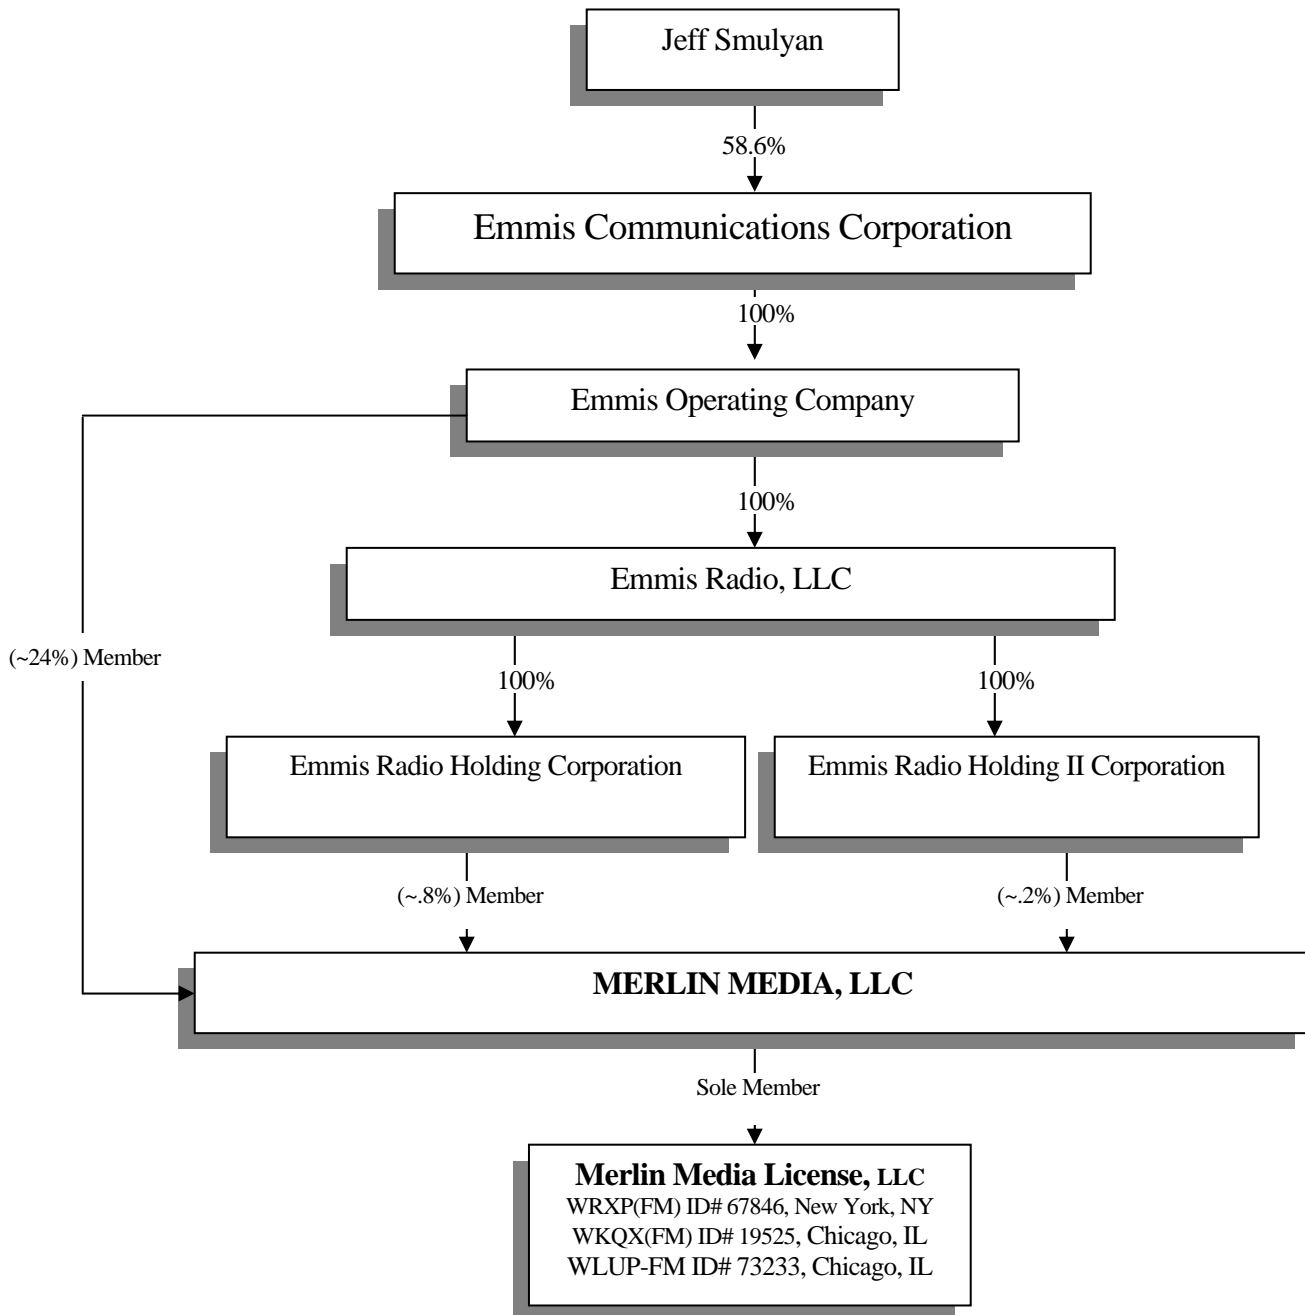 Jeff Smulyan
58.6%
Emmis Communications Corporation
100%
Emmis Operating Company
100%
Emmis Radio, LLC
(~24%) Member
100%
100%
Emmis Radio Holding Corporation
Emmis Radio Holding II Corporation
(~.8%) Member
(~.2%) Member
MERLIN MEDIA, LLC
Sole Member
Merlin Media License, LLC
WRXP(FM) ID# 67846, New York, NY
WKQX(FM) ID# 19525, Chicago, IL
WLUP-FM ID# 73233, Chicago, IL